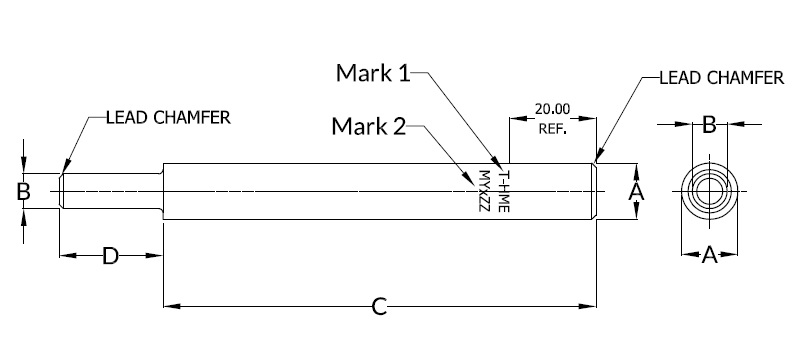 Mark 1
LEAD CHAMFER
20.00
REF.
LEAD CHAMFER
Mark 2
B
T-HME
MYxZZ
B
A
D
A
C